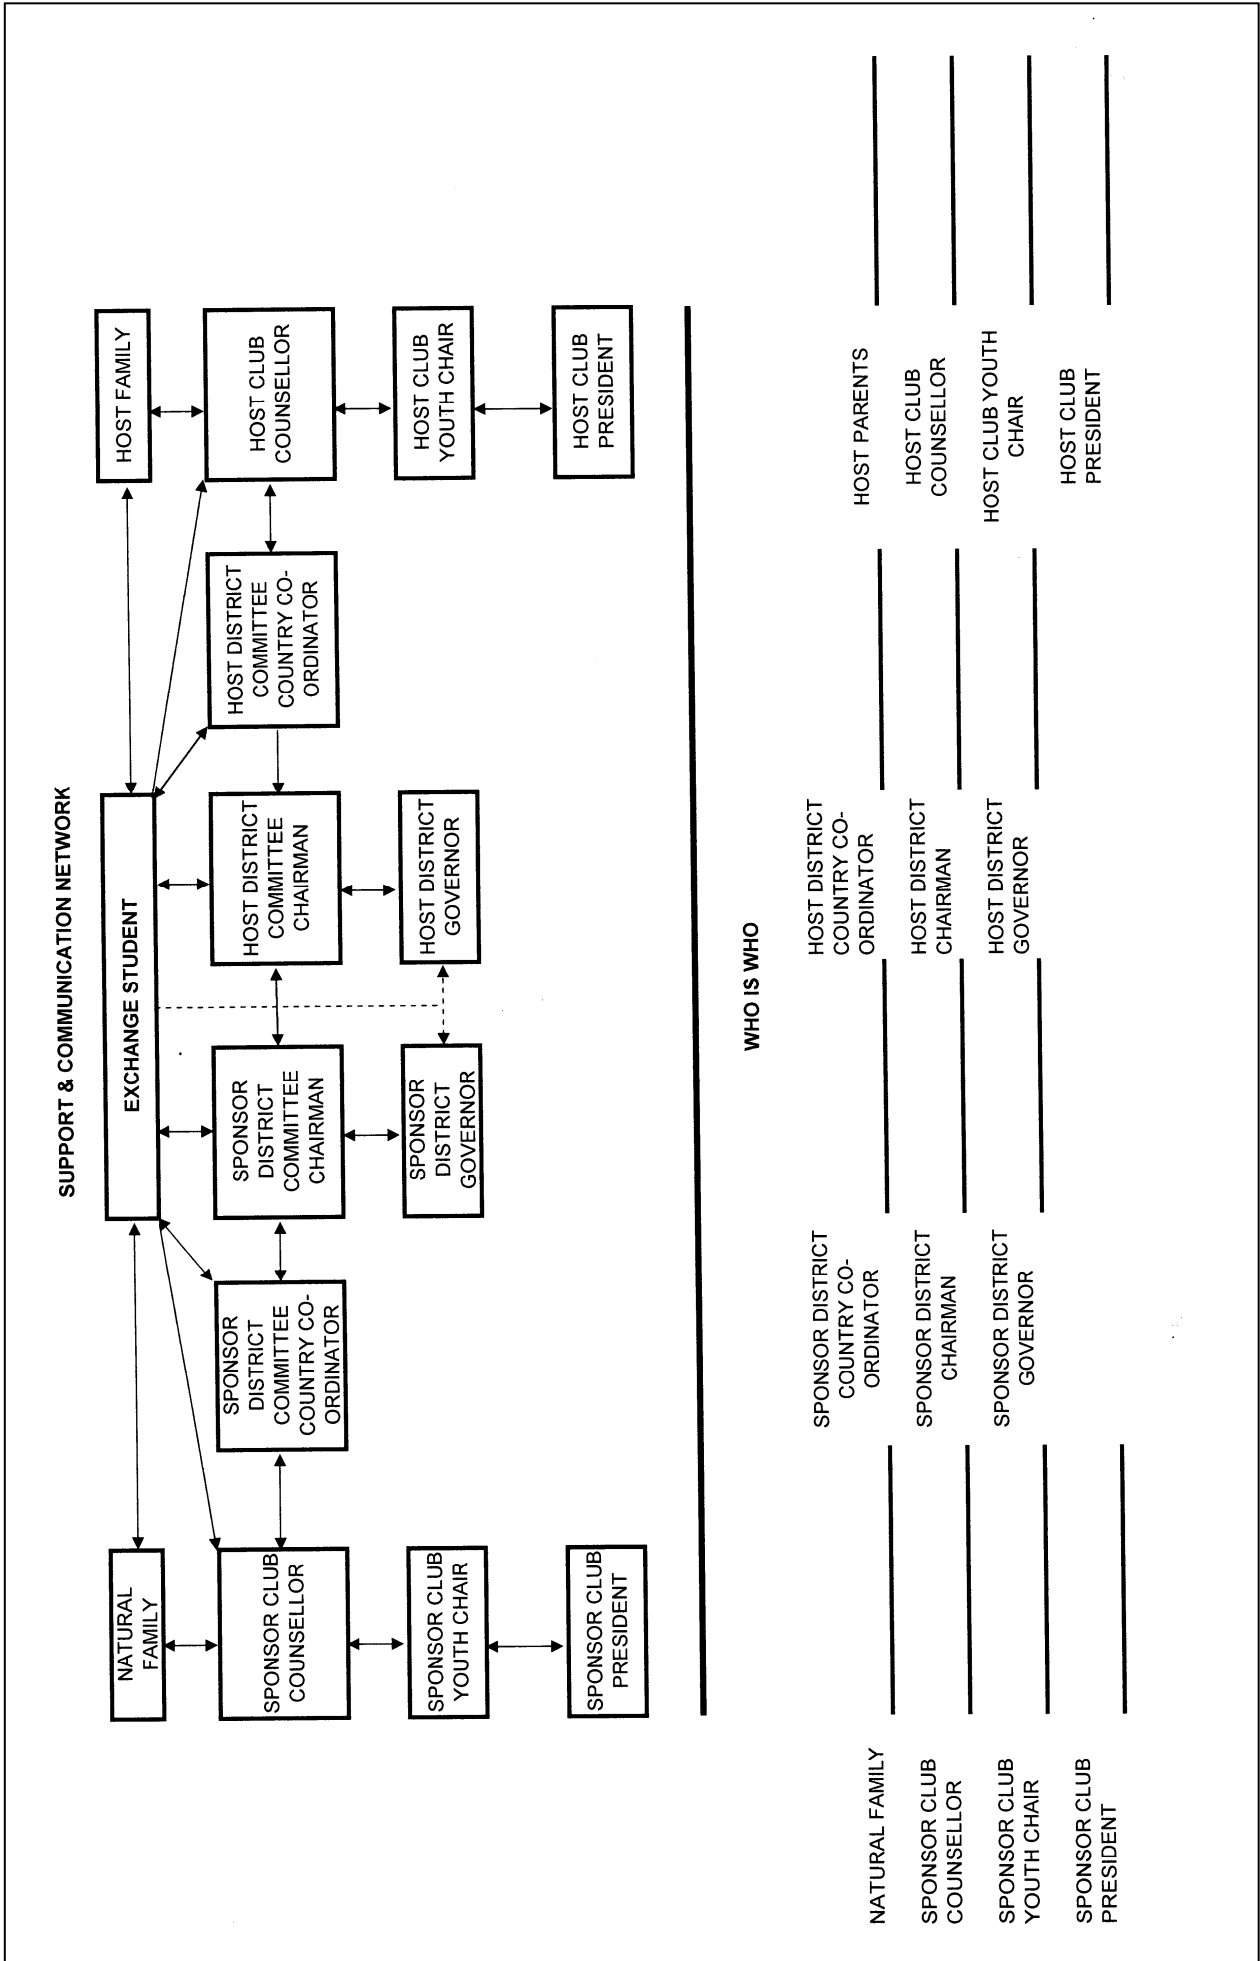 SUPPORT & COMMUNICATION NETWORK
NATURAL
FAMILY
EXCHANGE STUDENT
HOST FAMILY
SPONSOR CLUB
COUNSELLOR
SPONSOR
DISTRICT
COMMITTEE
COUNTRY CO-
ORDINATOR
SPONSOR
DISTRICT
COMMITTEE
CHAIRMAN
HOST DISTRICT
COMMITTEE
CHAIRMAN
HOST DISTRICT
COMMITTEE
COUNTRY CO-
ORDINATOR
HOST CLUB
COUNSELLOR
SPONSOR CLUB
YOUTH CHAIR
SPONSOR
DISTRICT
GOVERNOR
HOST DISTRICT
GOVERNOR
HOST CLUB
YOUTH CHAIR
SPONSOR CLUB
PRESIDENT
HOST CLUB
PRESIDENT
WHO IS WHO
NATURAL FAMILY
SPONSOR CLUB
COUNSELLOR
SPONSOR CLUB
YOUTH CHAIR
SPONSOR CLUB
PRESIDENT
SPONSOR DISTRICT
COUNTRY CO-
ORDINATOR
SPONSOR DISTRICT
CHAIRMAN
SPONSOR DISTRICT
GOVERNOR
HOST DISTRICT
COUNTRY CO-
ORDINATOR
HOST DISTRICT
CHAIRMAN
HOST DISTRICT
GOVERNOR
HOST PARENTS
HOST CLUB
COUNSELLOR
HOST CLUB YOUTH
CHAIR
HOST CLUB
PRESIDENT